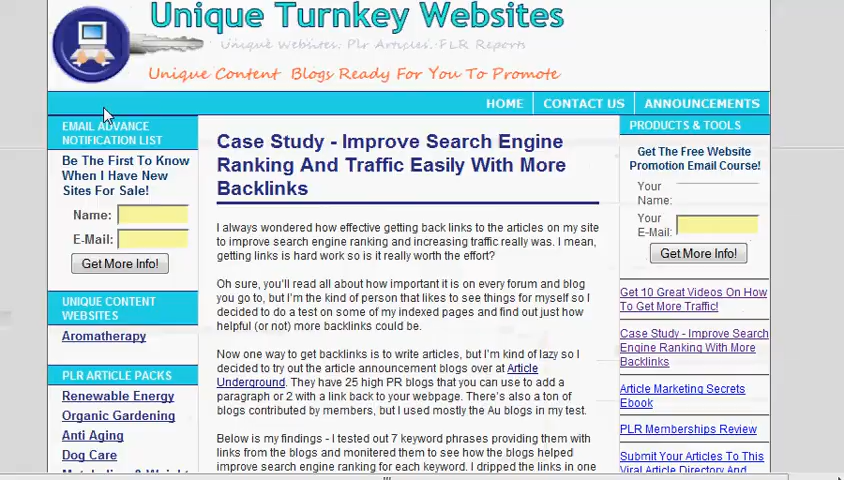 Unique Turnkey Websites
Unique Websites. Plr Articles. FLR Reports
Unique Content Blogs Ready For You To Promote
HOME
CONTACT US
ANNOUNCEMENTS
EMAIL ADVANCE
NOTIFICATION LIST
Be The First To Know
When I Have New
Sites For Sale!
Name:
E-Mail:
Get More Info!
UNIQUE CONTENT
WEBSITES
Aromatherapy
PLR ARTICLE PACKS
Renewable Energy
Organic Gardening
Anti Aging
Dog Care
Case Study - Improve Search Engine
Ranking And Traffic Easily With More
Backlinks
I always wondered how effective getting back links to the articles on my site
to improve search engine ranking and increasing traffic really was. I mean,
getting links is hard work so is it really worth the effort?
Oh sure, you'll read all about how important it is on every forum and blog
you go to, but I'm the kind of person that likes to see things for myself so I
decided to do a test on some of my indexed pages and find out just how
helpful (or not) more backlinks could be.
Now one way to get backlinks is to write articles, but I'm kind of lazy so I
decided to try out the article announcement blogs over at Article
Underground. They have 25 high PR blogs that you can use to add a
paragraph or 2 with a link back to your webpage. There's also a ton of
blogs contributed by members, but I used mostly the Au blogs in my test.
Below is my findings - I tested out 7 keyword phrases providing them with
links from the blogs and monitered them to see how the blogs helped
improve search engine ranking for each keyword. I dripped the links in one
PRODUCTS & TOOLS
Get The Free Website
Promotion Email Course!
Your
Name:
Your
E-Mail:
Get More Info!
Get 10 Great Videos On How
To Get More Traffic!
Case Study - Improve Search
Engine Ranking With More
Backlinks
Article Marketing Secrets
Ebook
PLR Memberships Review
Submit Your Articles To This
Viral Article Directory And